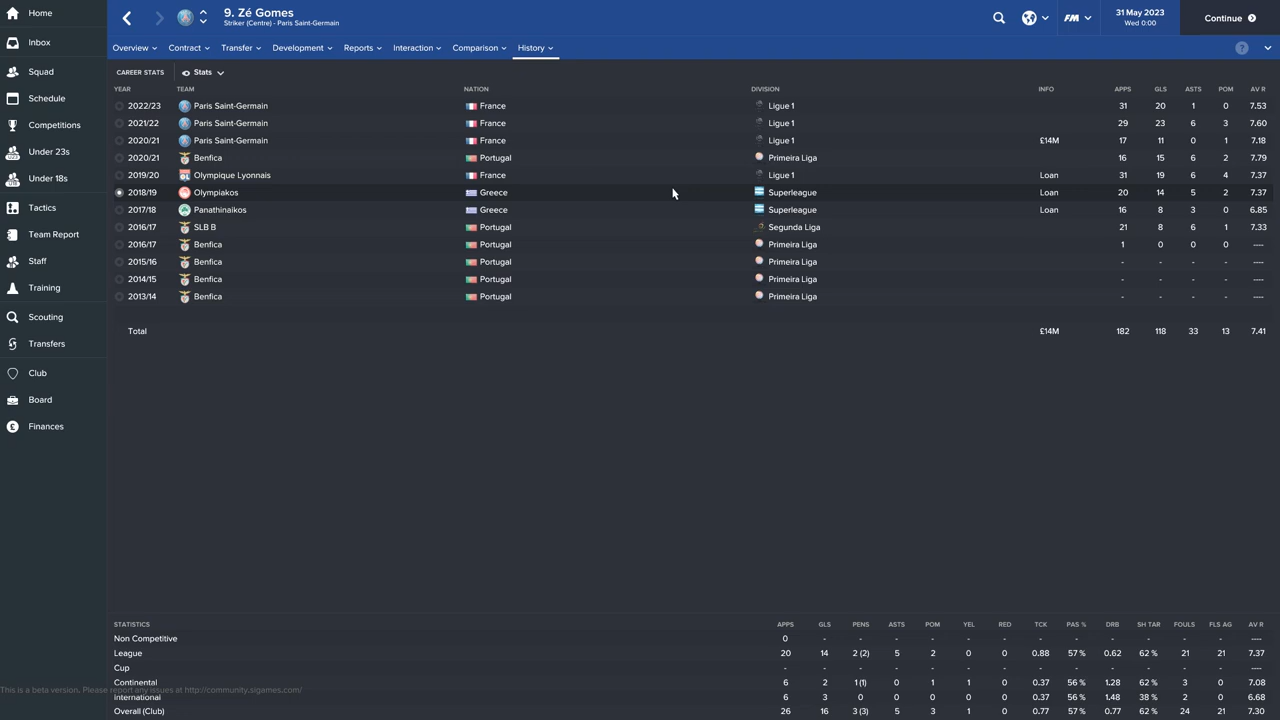 Home
Inbox
Squad
Schedule
Competitions
Under 23s
Under 18s
Tactics
Team Report
Staff
Training
Scouting
Transfers
Club
Board
Finances
9. Zé Gomes
Striker (Centre) - Paris Saint-Germain
FM
31 May 2023
Wed 0:00
Continue
Overview Contract Transfer Development Reports Interaction Comparison History ?
CAREER STATS Stats
YEAR TEAM NATION DIVISION INFO APPS GLS ASTS POM AV R
2022/23 Paris Saint-Germain France Ligue 1 31 20 1 0 7.53
2021/22 Paris Saint-Germain France Ligue 1 29 23 6 3 7.60
2020/21 Paris Saint-Germain France Ligue 1 £14M 17 11 0 1 7.18
2020/21 Benfica Portugal Primeira Liga 16 15 6 2 7.79
2019/20 Olympique Lyonnais France Ligue 1 Loan 31 19 6 4 7.37
2018/19 Olympiakos Greece Superleague Loan 20 14 5 2 7.37
2017/18 Panathinaikos Greece Superleague Loan 16 8 3 0 6.85
2016/17 SLB B Portugal Segunda Liga 21 8 6 1 7.33
2016/17 Benfica Portugal Primeira Liga 1 0 0 0 ----
2015/16 Benfica Portugal Primeira Liga - - - - ----
2014/15 Benfica Portugal Primeira Liga - - - - ----
2013/14 Benfica Portugal Primeira Liga - - - - ----
Total £14M 182 118 33 13 7.41
STATISTICS APPS GLS PENS ASTS POM YEL RED TCK PAS % DRB SH TAR FOULS FLS AG AV R
Non Competitive 0 - - - - - - - - - - - - ----
League 20 14 2 (2) 5 2 0 0 0.88 57 % 0.62 62 % 21 21 7.37
Cup - - - - - - - - - - - - - ----
Continental 6 2 1 (1) 0 1 1 0 0.37 56 % 1.28 62 % 3 0 7.08
This is a beta version. Please report any issues at http://community.sigames.com/
International 6 3 0 0 0 0 0 0.37 56 % 1.48 38 % 2 0 6.68
Overall (Club) 26 16 3 (3) 5 3 1 0 0.77 57 % 0.77 62 % 24 21 7.30